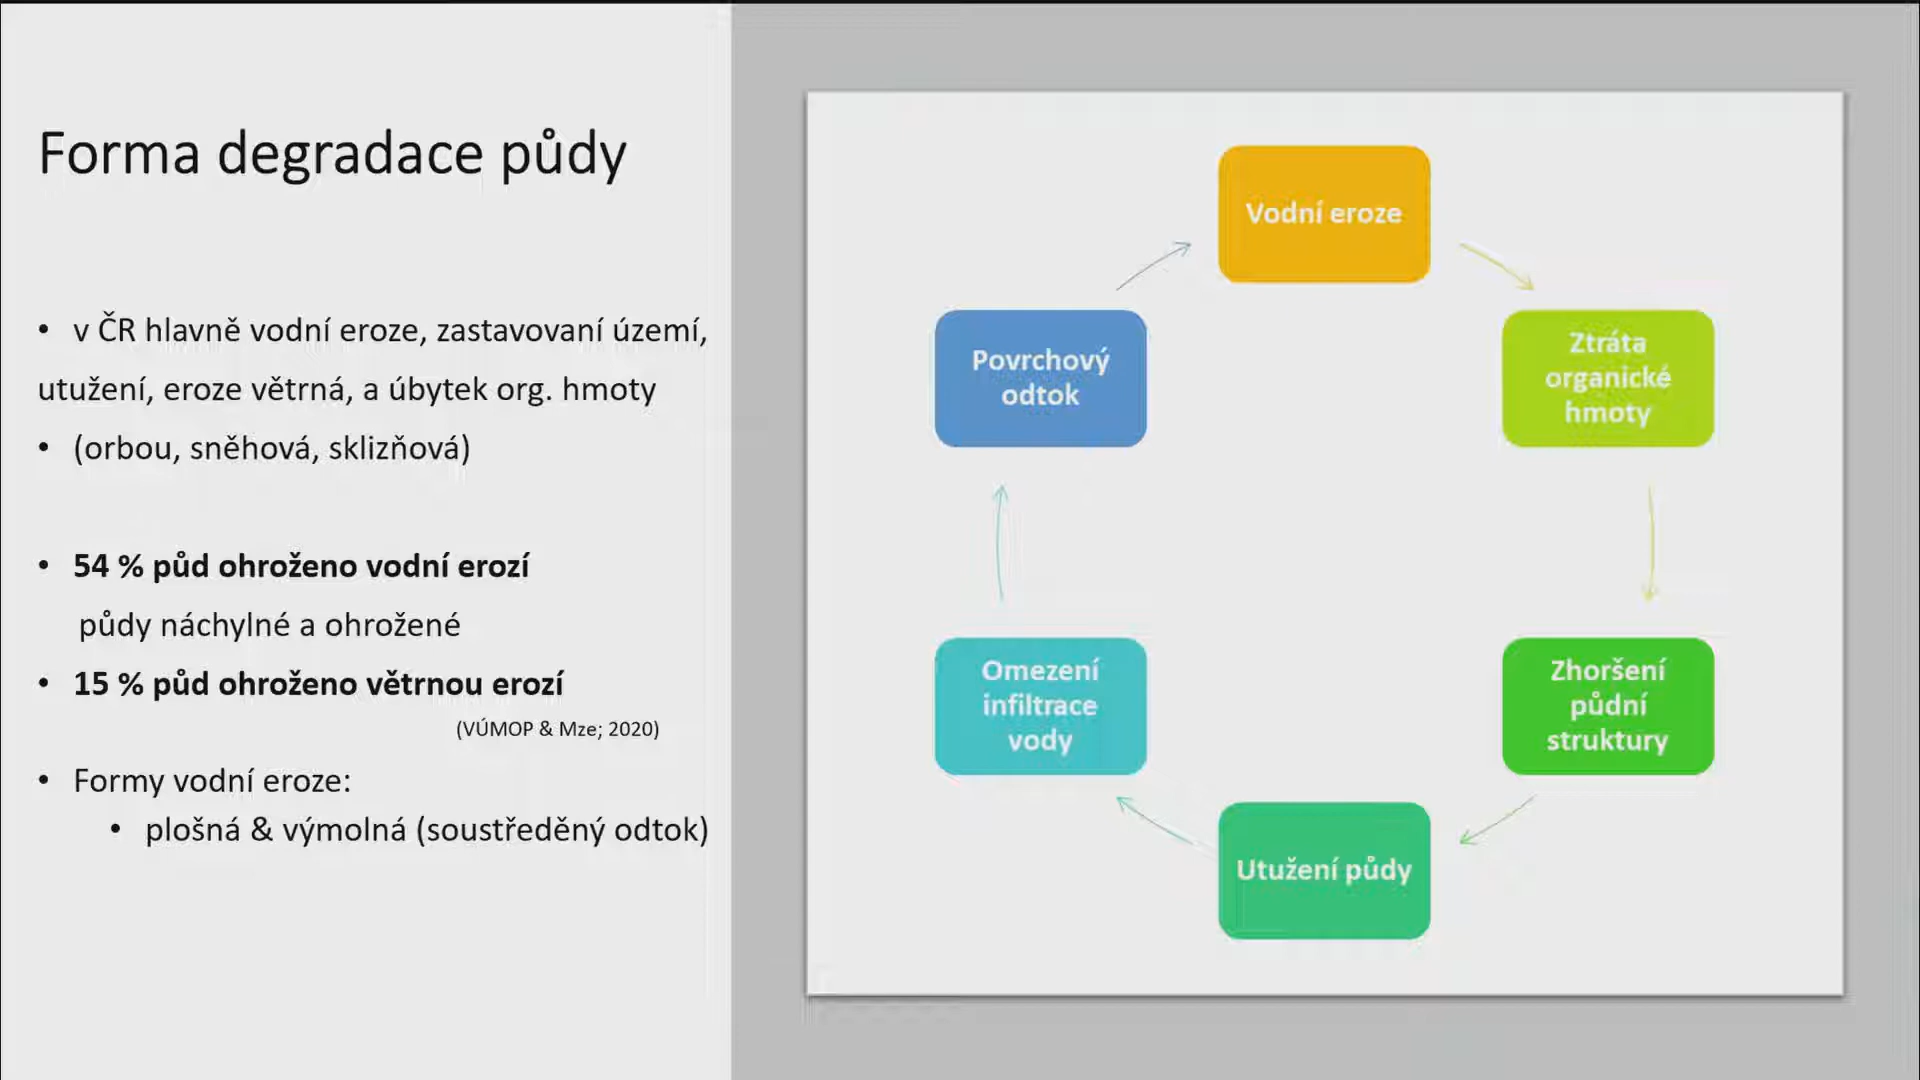 Forma degradace půdy
• v ČR hlavně vodní eroze, zastavovaní území,
utužení, eroze větrná, a úbytek org. hmoty
• (orbou, sněhová, sklizňová)
• 54 % půd ohroženo vodní erozí
půdy náchylné a ohrožené
• 15 % půd ohroženo větrnou erozí
(VÚMOP & Mze; 2020)
• Formy vodní eroze:
• plošná & výmolná (soustředěný odtok)
Vodní eroze
Ztráta
organické
hmoty
Zhoršení
půdní
struktury
Utužení půdy
Omezení
infiltrace
vody
Povrchový
odtok